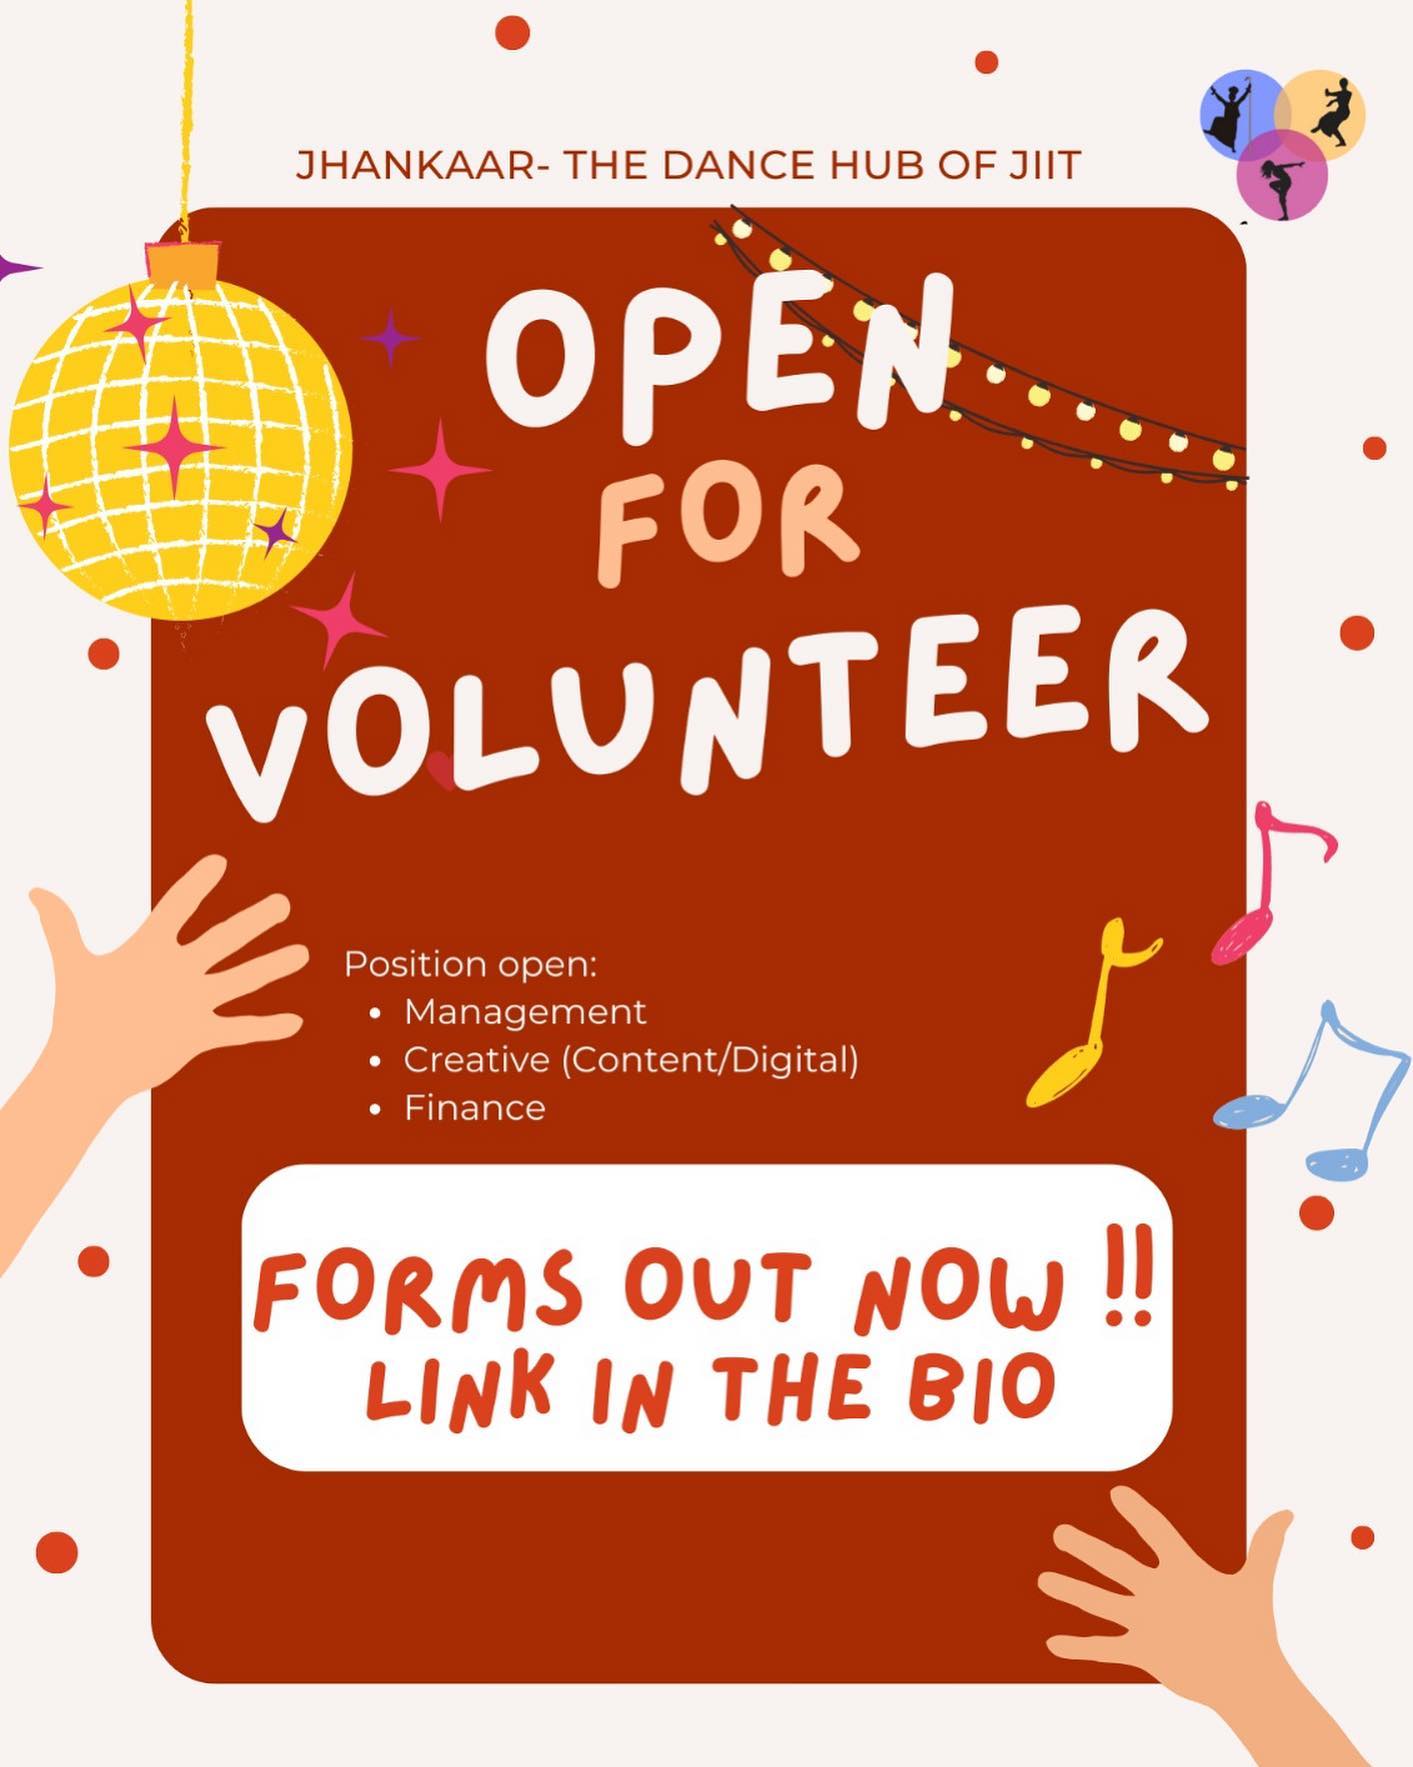 JHANKAAR- THE DANCE HUB OF JIIT
OPEN
FOR
VOLUNTEER
Position open:
• Management
• Creative (Content/Digital)
• Finance
FORMS OUT NOW !!
LINK IN THE BIO